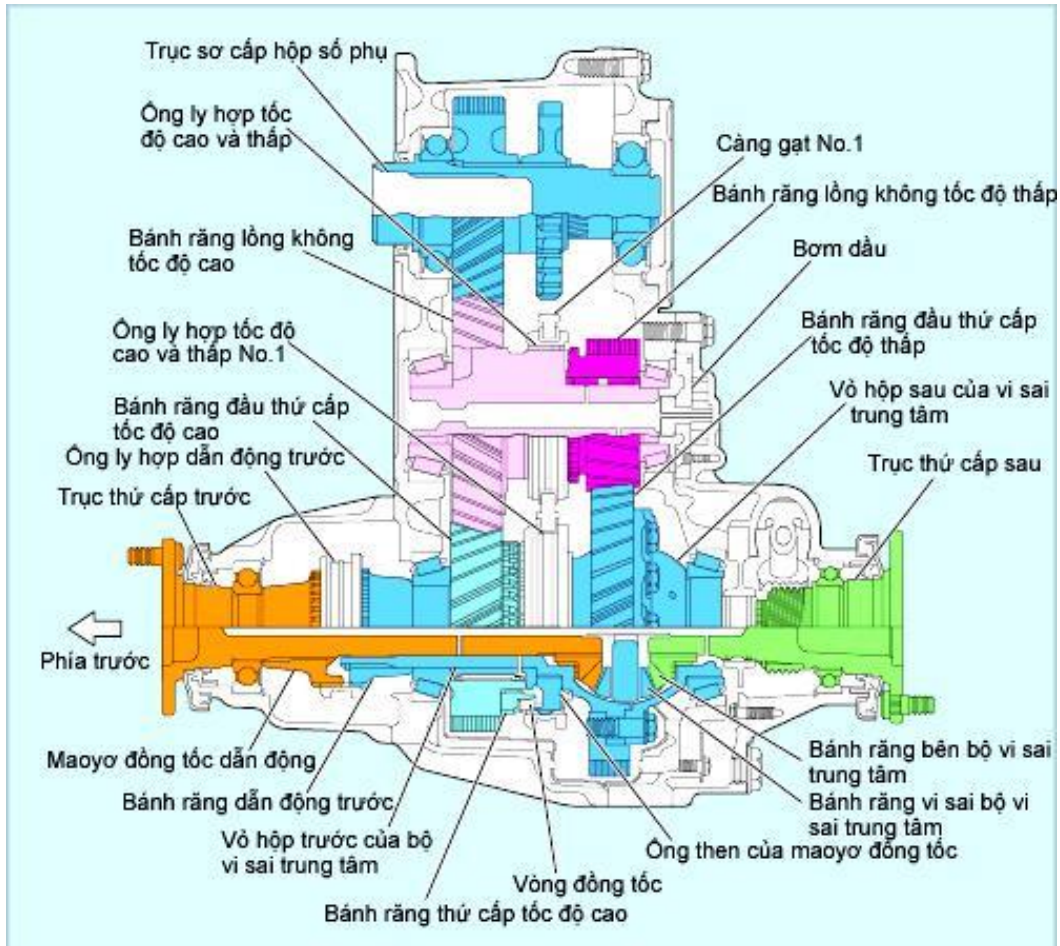 Trục sơ cấp hộp số phụ
Ông ly hợp tốc
độ cao và thấp
Càng gạt No.1
Bánh răng lồng không tốc độ thấp
Bánh răng lồng không
tốc độ cao
Bơm dầu
Ông ly hợp tốc độ
cao và thấp No.1
Bánh răng đầu thứ cấp
tốc độ thấp
Vỏ hộp sau của vi sai
trung tâm
Bánh răng đầu thứ cấp
tốc độ cao
Ông ly hợp dẫn động trước
Trục thứ cấp sau
Trục thứ cấp trước
Phía trước
Maoyơ đồng tốc dẫn động
Bánh răng dẫn động trước
Vỏ hộp trước của bộ
vi sai trung tâm
Bánh răng thứ cấp tốc độ cao
Vòng đồng tốc
Ông then của maoyơ đồng tốc
Bánh răng bên bộ vi sai
trung tâm
Bánh răng vi sai bộ vi
sai trung tâm